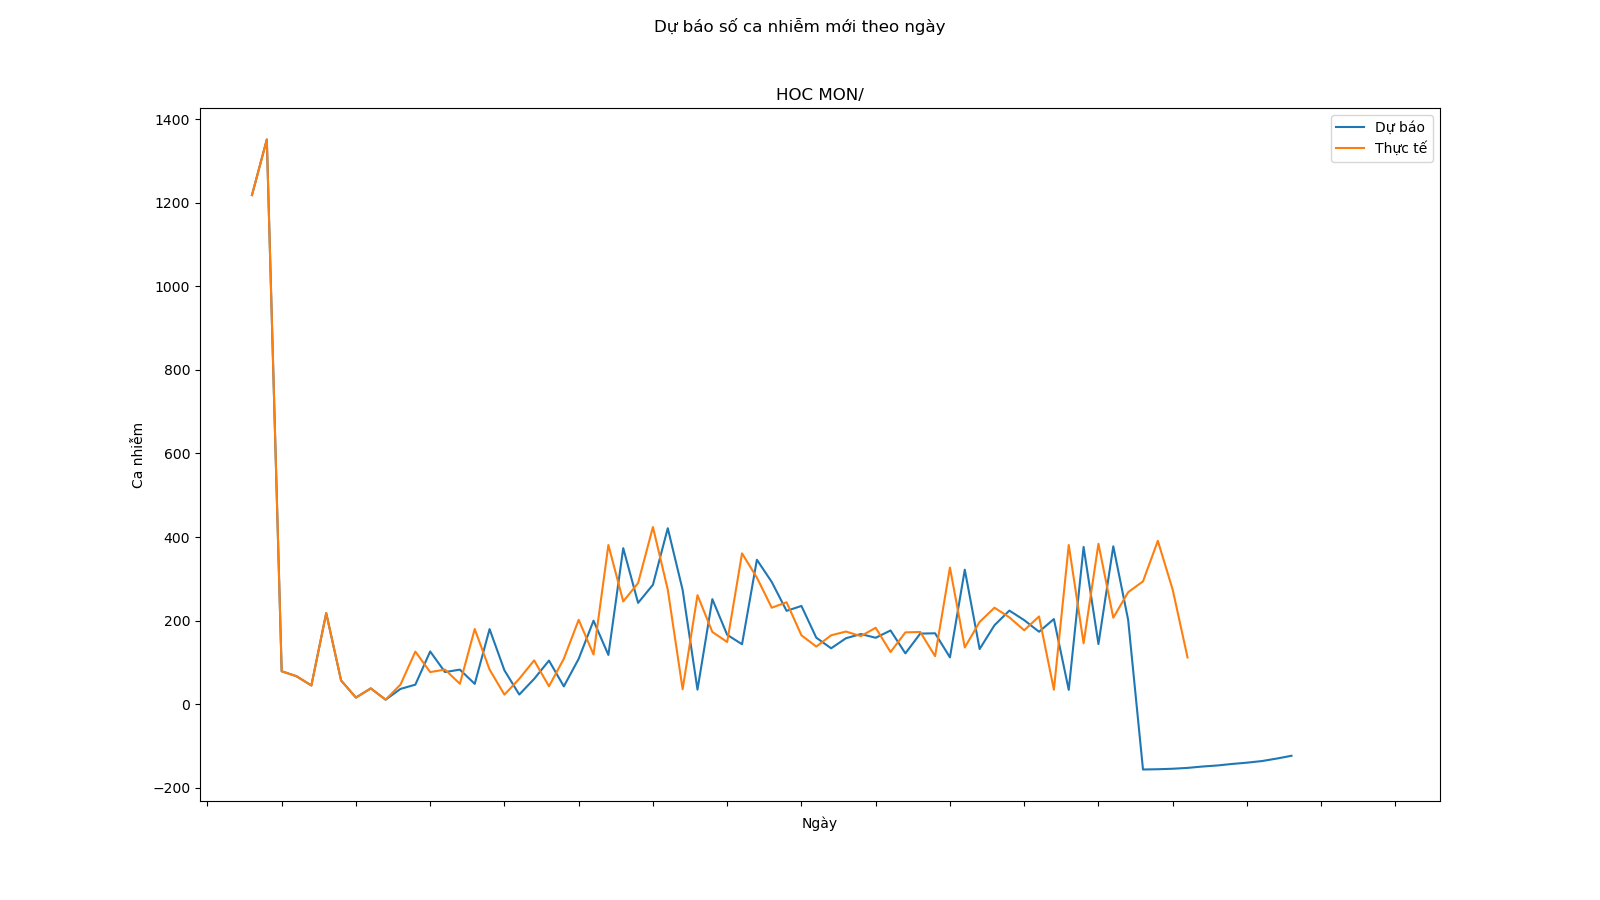 Dự báo số ca nhiễm mới theo ngày
HOC MON/
Dự báo
Thực tế
1400
1200
1000
800
600
400
200
0
−200
Ca nhiễm
Ngày